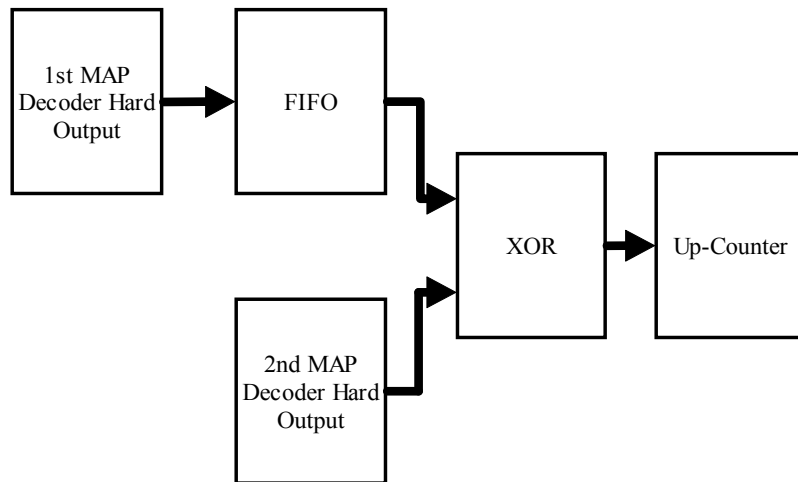 1st MAP
Decoder Hard
Output
FIFO
XOR
Up-Counter
2nd MAP
Decoder Hard
Output